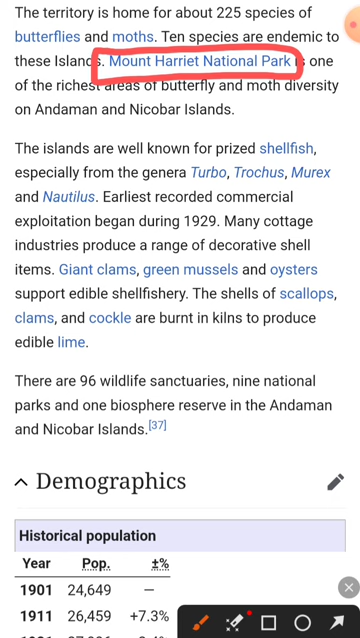 The territory is home for about 225 species of
butterflies and moths. Ten species are endemic to
these Islands. Mount Harriet National Park is one
of the richest areas of butterfly and moth diversity
on Andaman and Nicobar Islands.
The islands are well known for prized shellfish,
especially from the genera Turbo, Trochus, Murex
and Nautilus. Earliest recorded commercial
exploitation began during 1929. Many cottage
industries produce a range of decorative shell
items. Giant clams, green mussels and oysters
support edible shellfishery. The shells of scallops,
clams, and cockle are burnt in kilns to produce
edible lime.
There are 96 wildlife sanctuaries, nine national
parks and one biosphere reserve in the Andaman
and Nicobar Islands.[37]
Demographics
Historical population
Year Pop. ±%
1901 24,649 —
1911 26,459 +7.3%